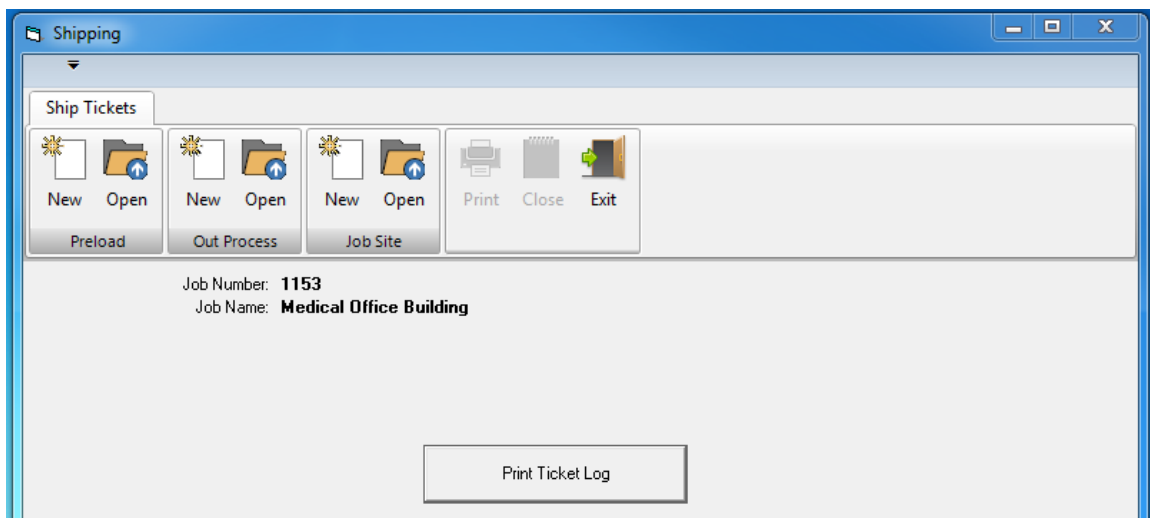 Shipping
Ship Tickets
New Open New Open New Open Print Close Exit
Preload Out Process Job Site
Job Number: 1153
Job Name: Medical Office Building
Print Ticket Log